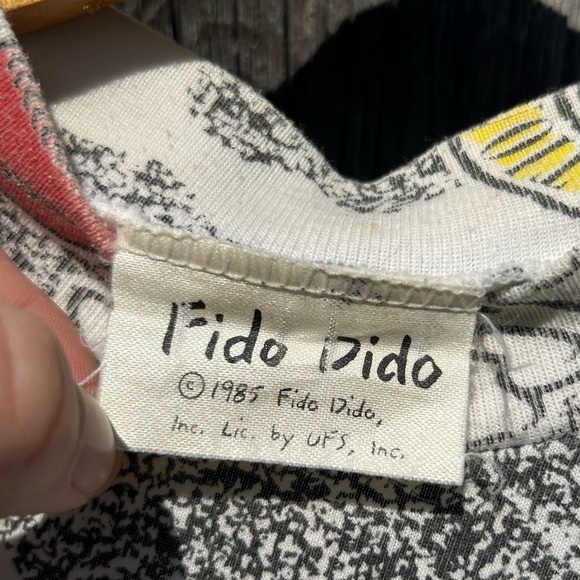 Fido Dido
© 1985 Fido Dido,
Inc. Lic. by UFS, Inc.